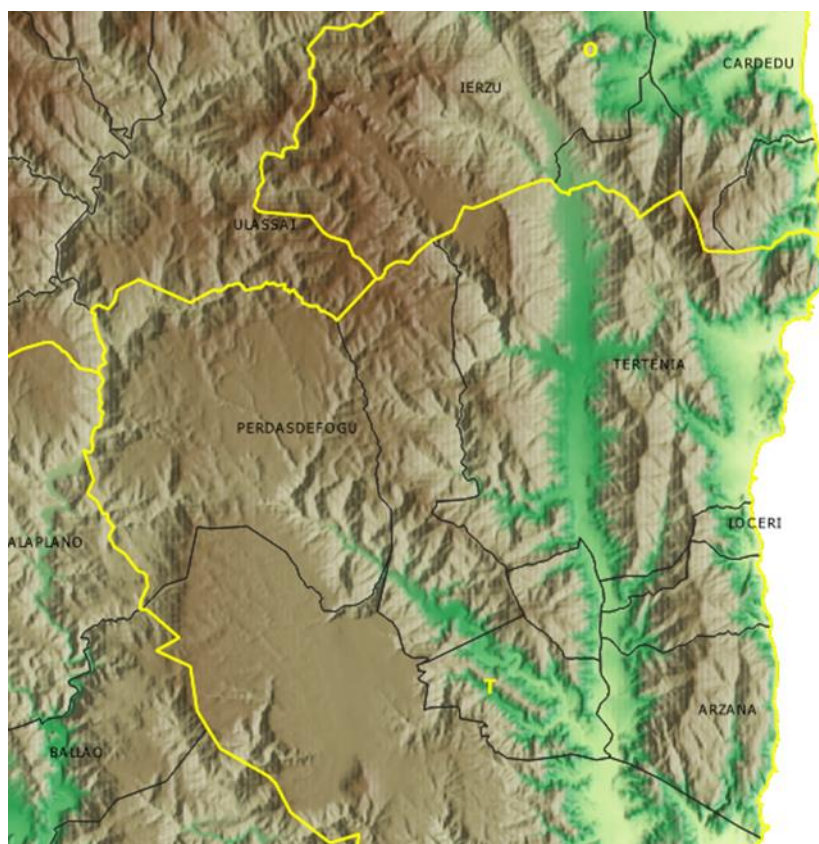 O
CARDEDU
IERZU
ULASSAI
TERTENIA
PERDASDEFOGU
LOCERI
ALAPLANO
T
ARZANA
BALLAO